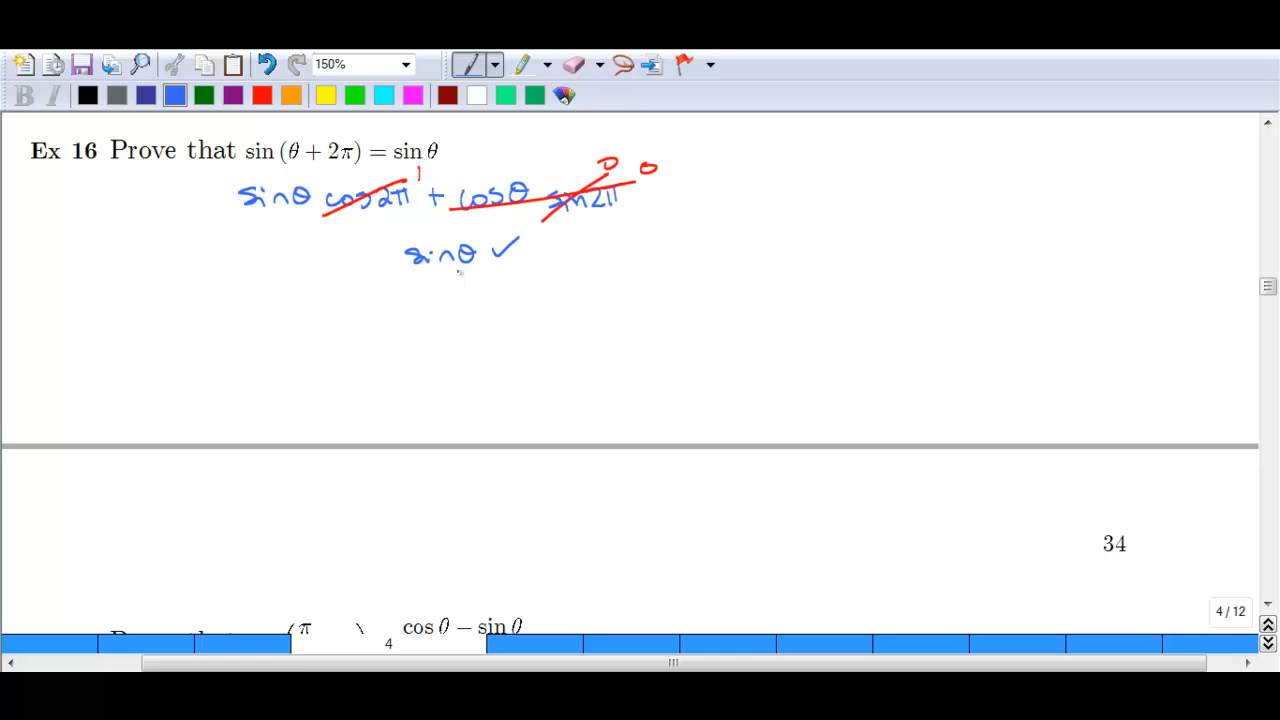 150%
B I
Ex 16 Prove that sin (θ + 2π) = sin θ
1 0 0
sinθ cos2π + cosθ sin2π
sinθ ✓
34
4 / 12
cos θ − sin θ
(π
4